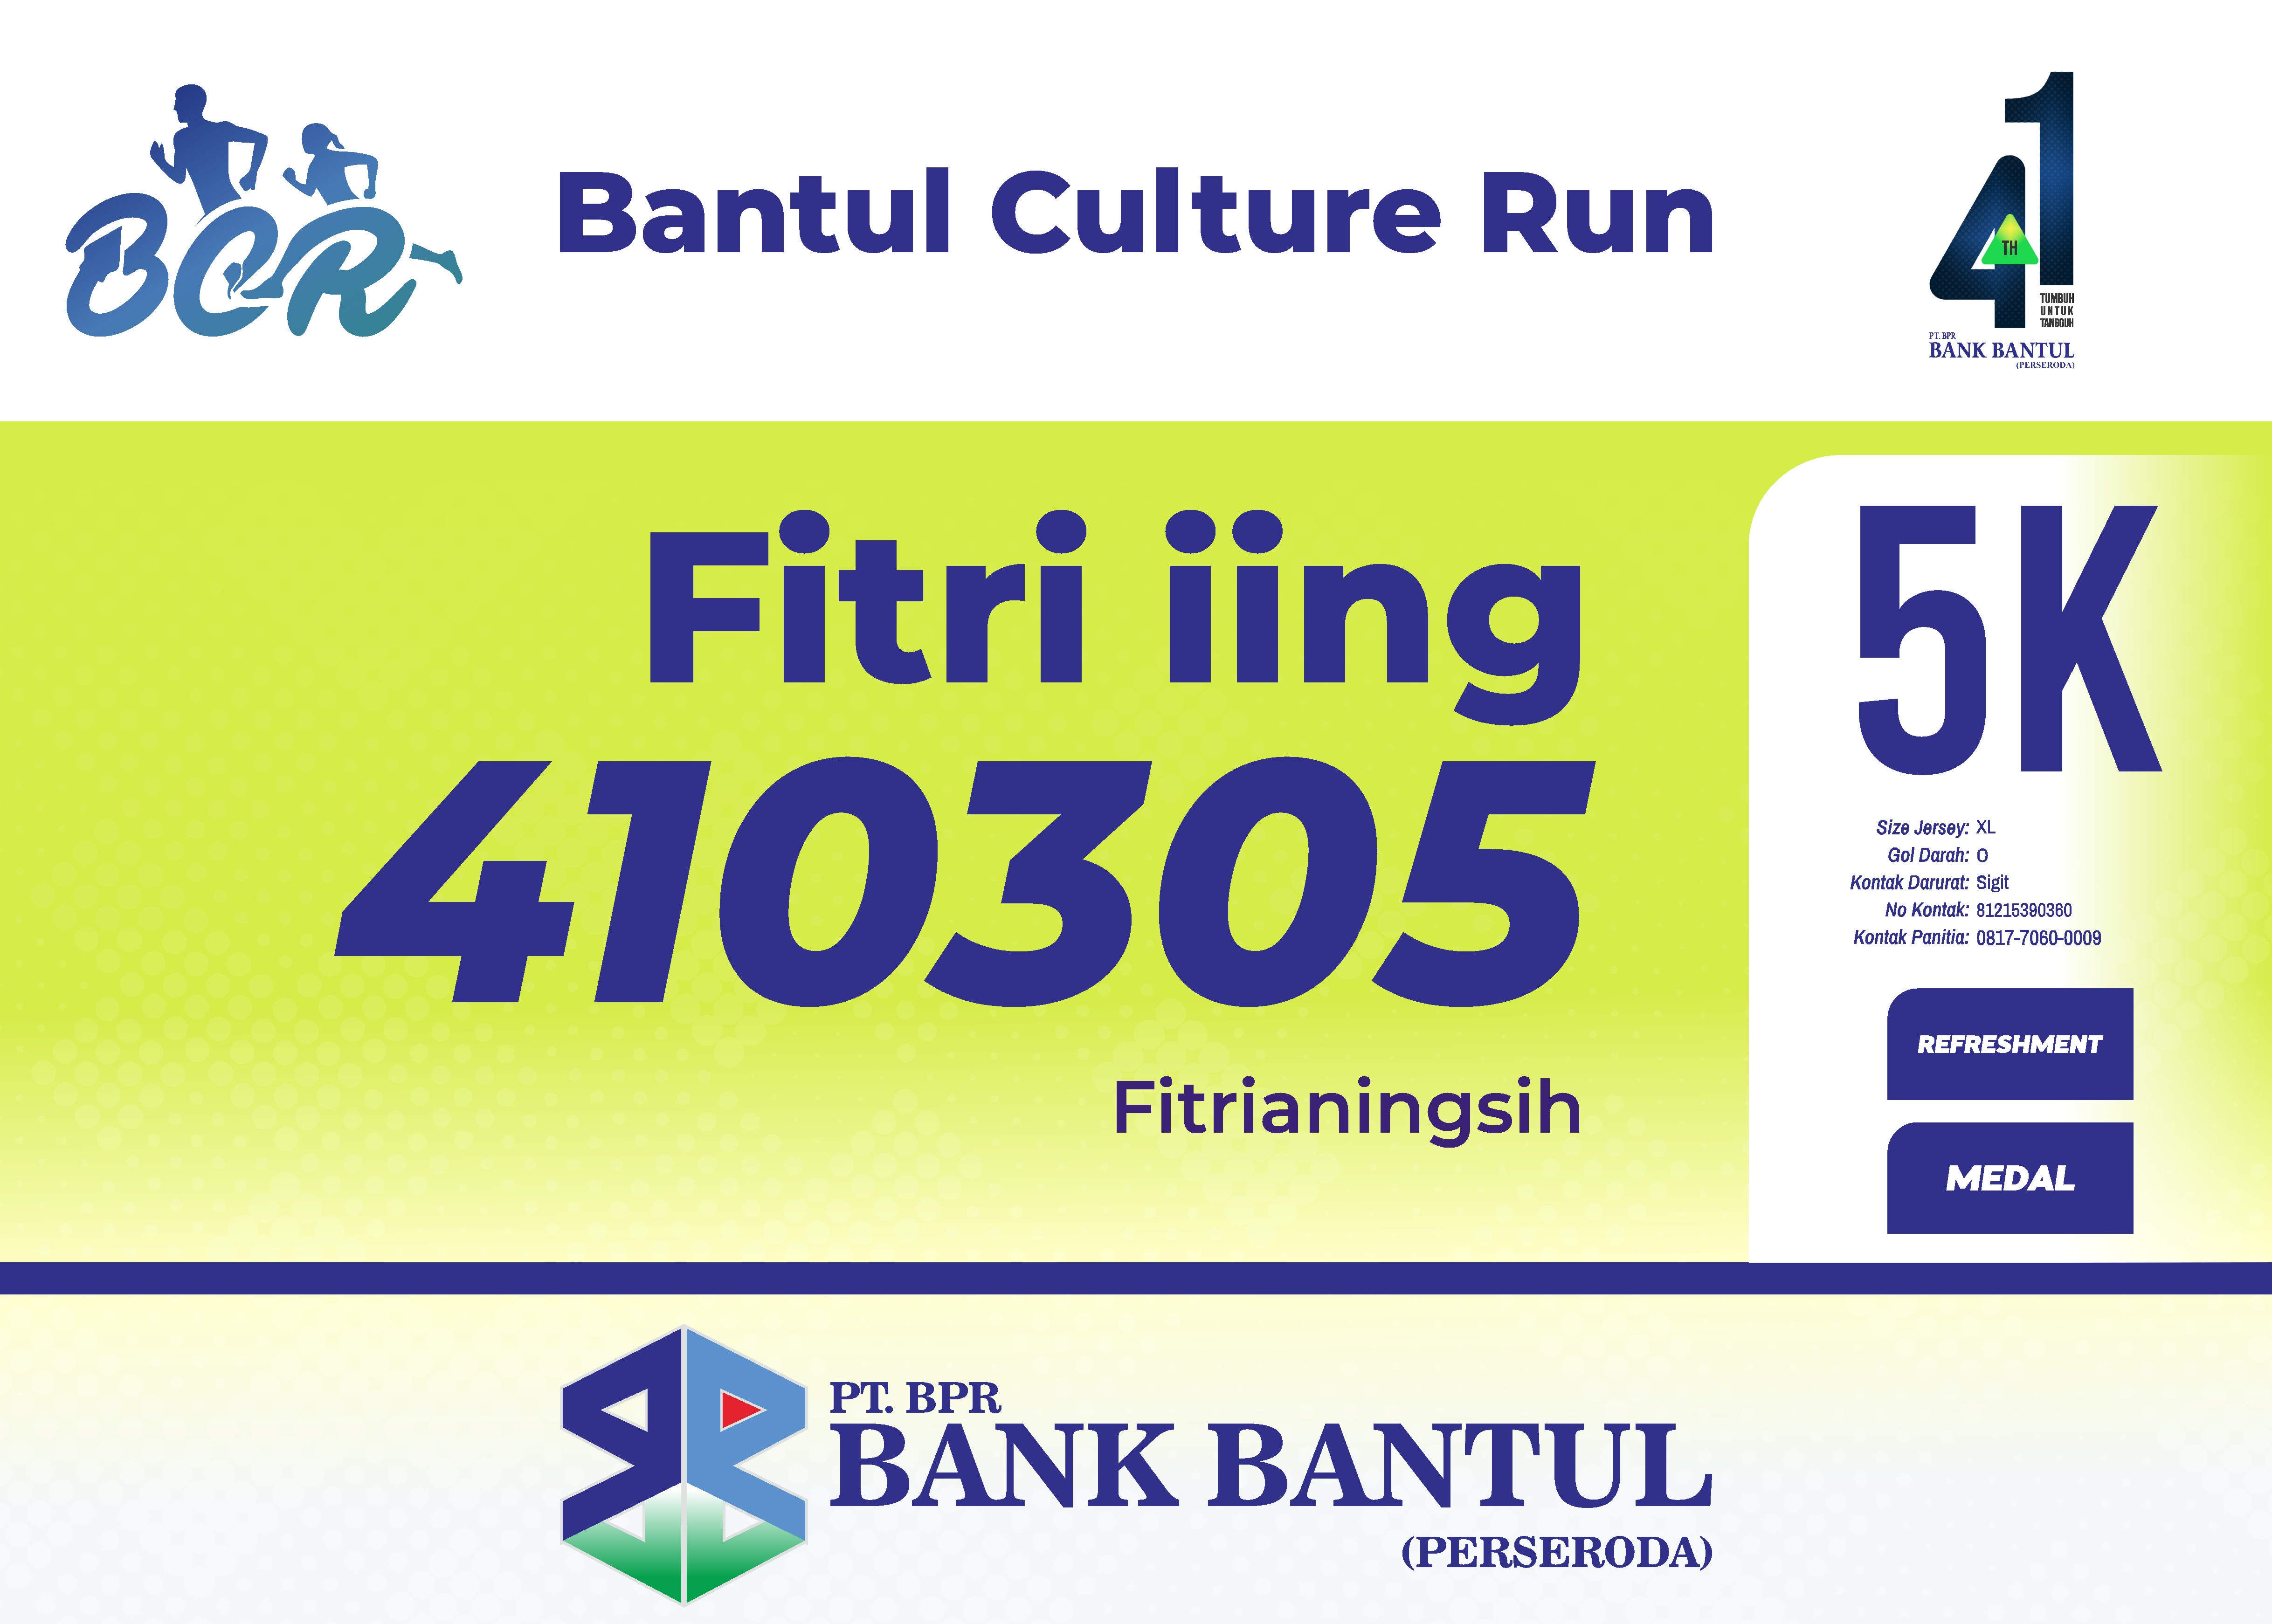 BCR
Bantul Culture Run
41
TH
TUMBUH
UNTUK
TANGGUH
PT. BPR
BANK BANTUL
(PERSERODA)
Fitri iing
410305
Fitrianingsih
5K
Size Jersey: XL
Gol Darah: O
Kontak Darurat: Sigit
No Kontak: 81215390360
Kontak Panitia: 0817-7060-0009
REFRESHMENT
MEDAL
PT. BPR
BANK BANTUL
(PERSERODA)